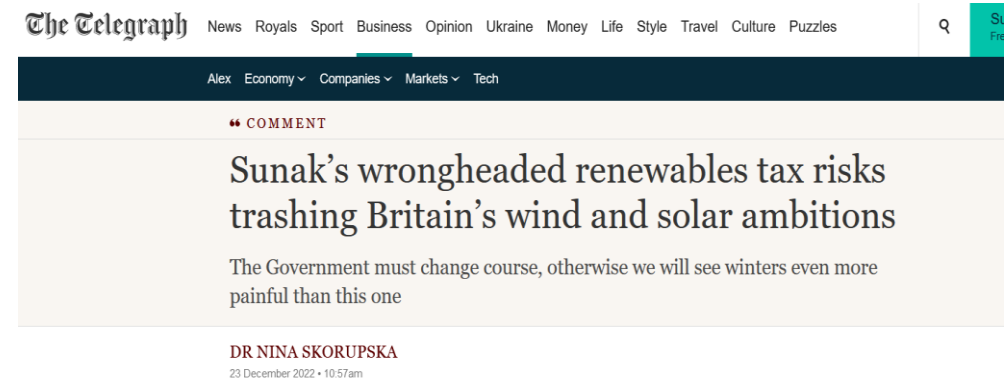 The Telegraph News Royals Sport Business Opinion Ukraine Money Life Style Travel Culture Puzzles
Alex Economy Companies Markets Tech
“ COMMENT
Sunak’s wrongheaded renewables tax risks
trashing Britain’s wind and solar ambitions
The Government must change course, otherwise we will see winters even more
painful than this one
DR NINA SKORUPSKA
23 December 2022 • 10:57am